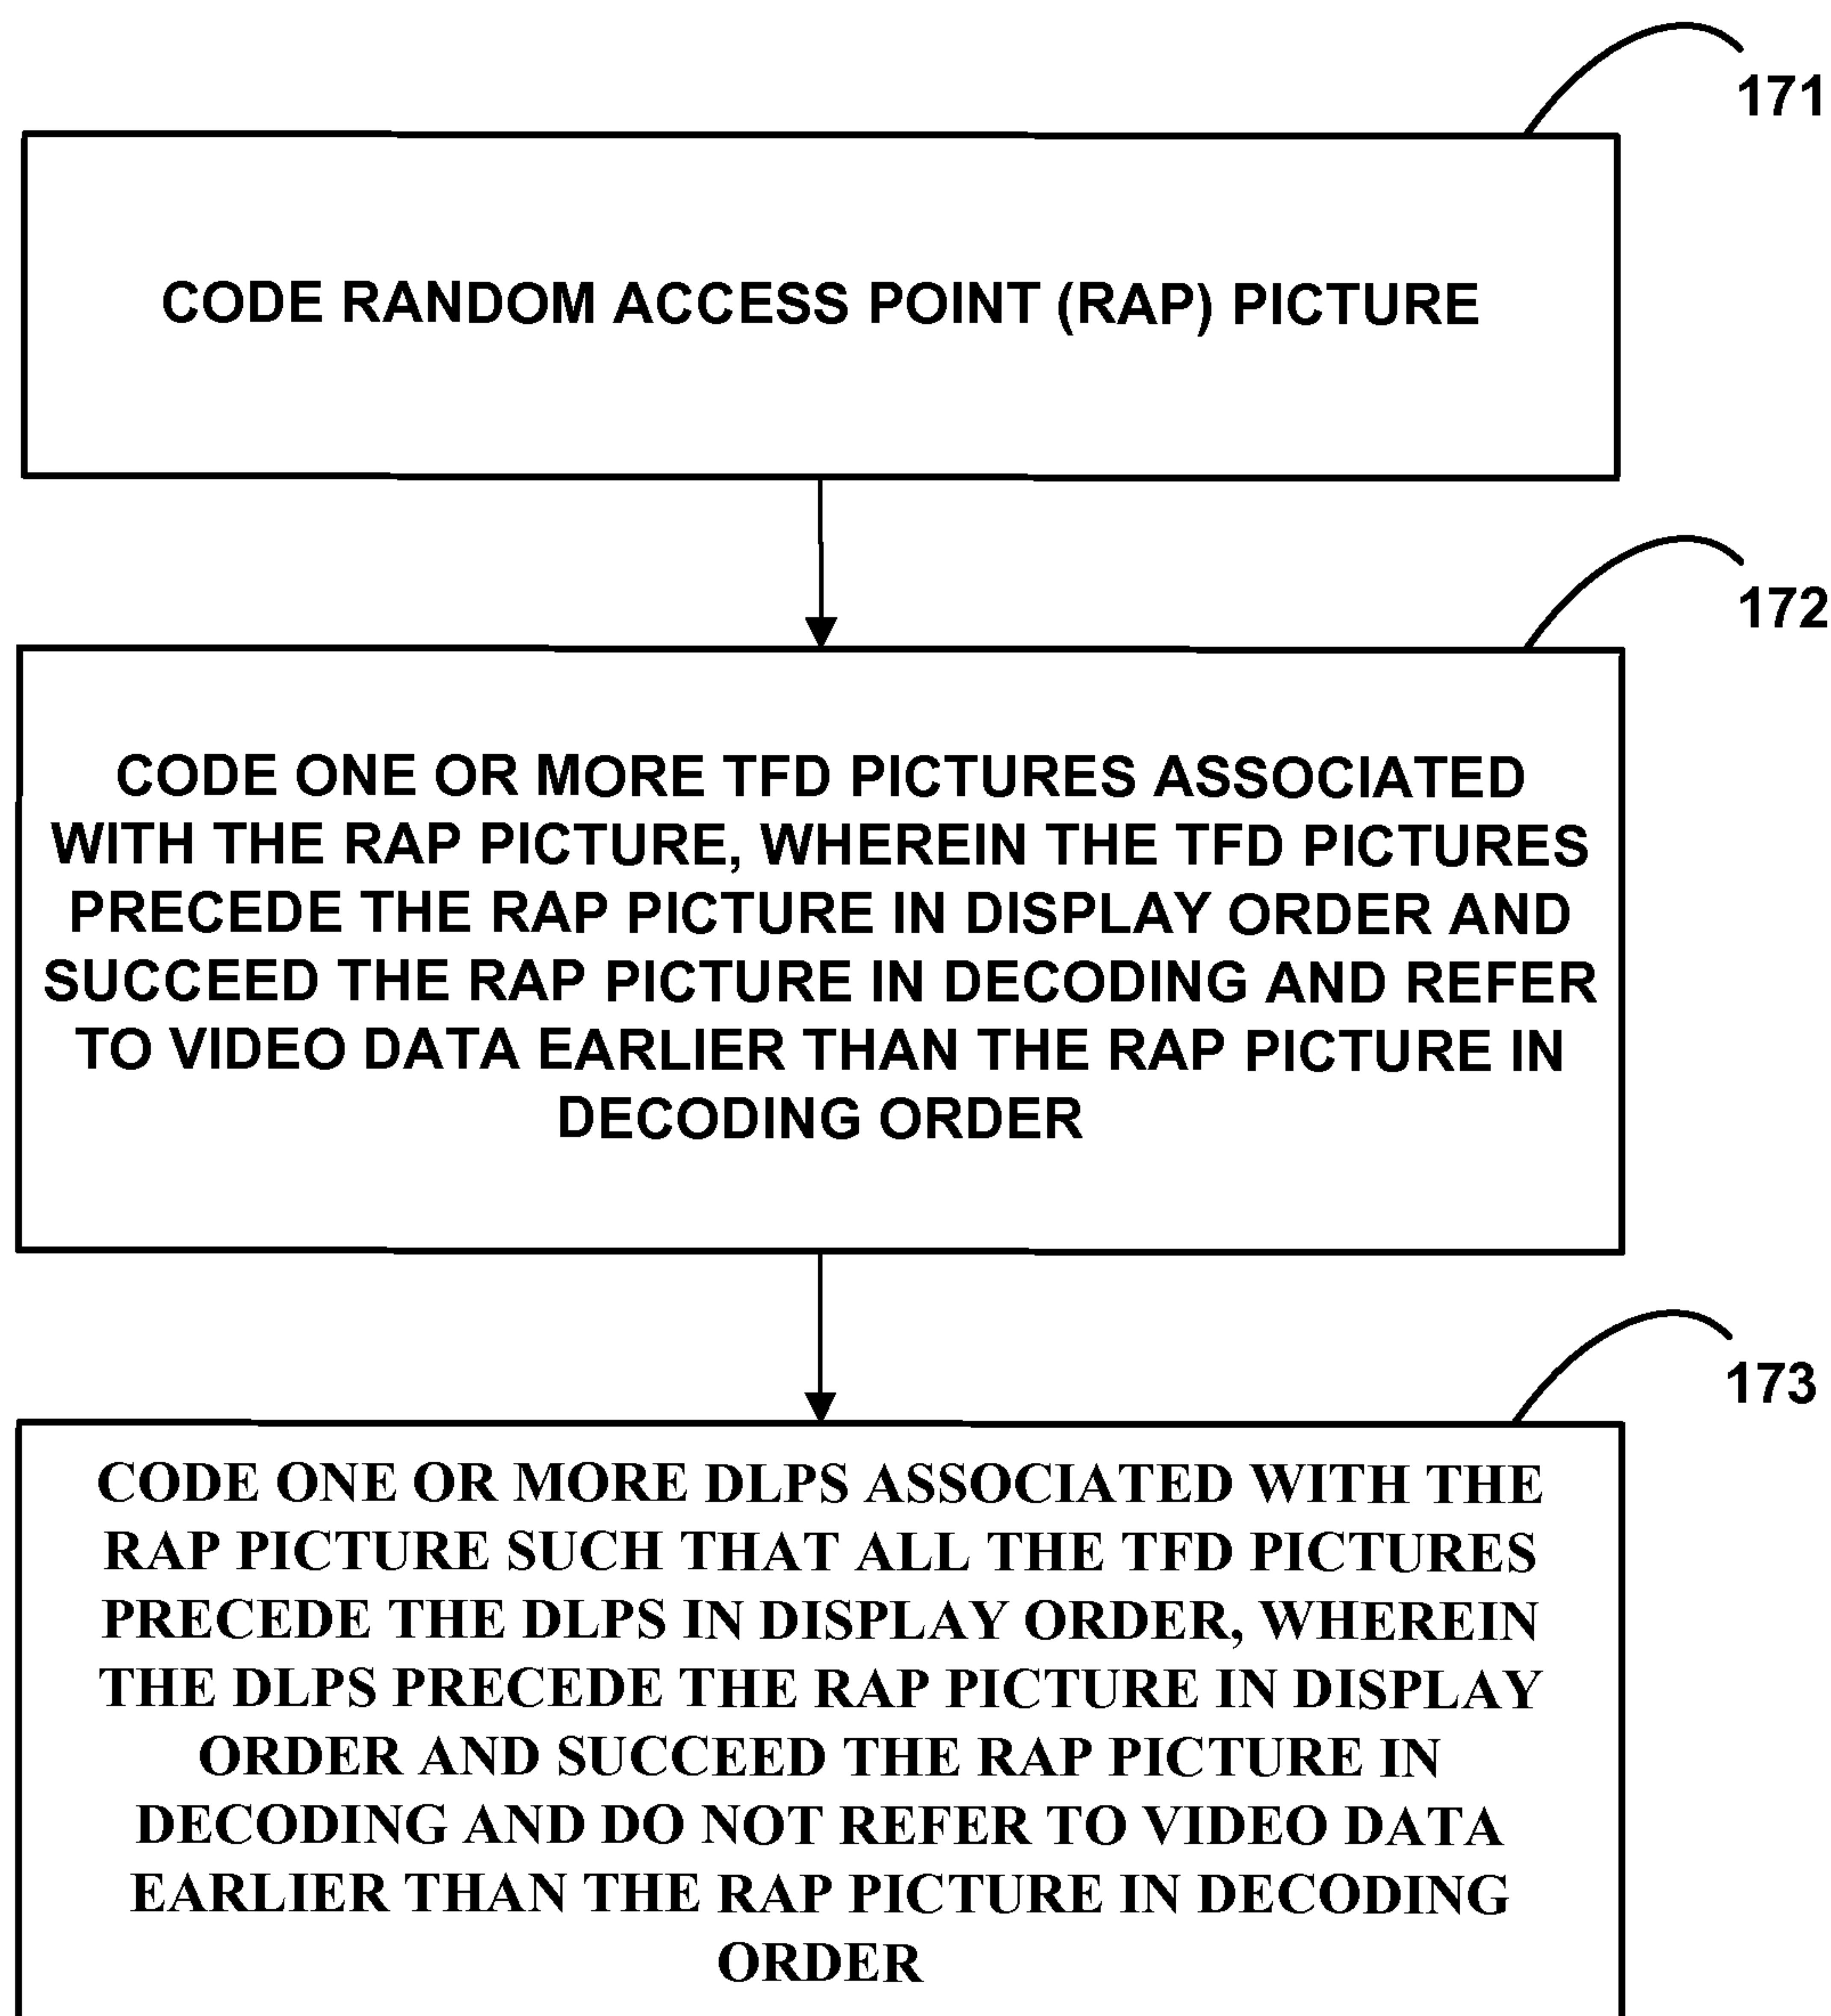 171
CODE RANDOM ACCESS POINT (RAP) PICTURE
172
CODE ONE OR MORE TFD PICTURES ASSOCIATED
WITH THE RAP PICTURE, WHEREIN THE TFD PICTURES
PRECEDE THE RAP PICTURE IN DISPLAY ORDER AND
SUCCEED THE RAP PICTURE IN DECODING AND REFER
TO VIDEO DATA EARLIER THAN THE RAP PICTURE IN
DECODING ORDER
173
CODE ONE OR MORE DLPS ASSOCIATED WITH THE
RAP PICTURE SUCH THAT ALL THE TFD PICTURES
PRECEDE THE DLPS IN DISPLAY ORDER, WHEREIN
THE DLPS PRECEDE THE RAP PICTURE IN DISPLAY
ORDER AND SUCCEED THE RAP PICTURE IN
DECODING AND DO NOT REFER TO VIDEO DATA
EARLIER THAN THE RAP PICTURE IN DECODING
ORDER